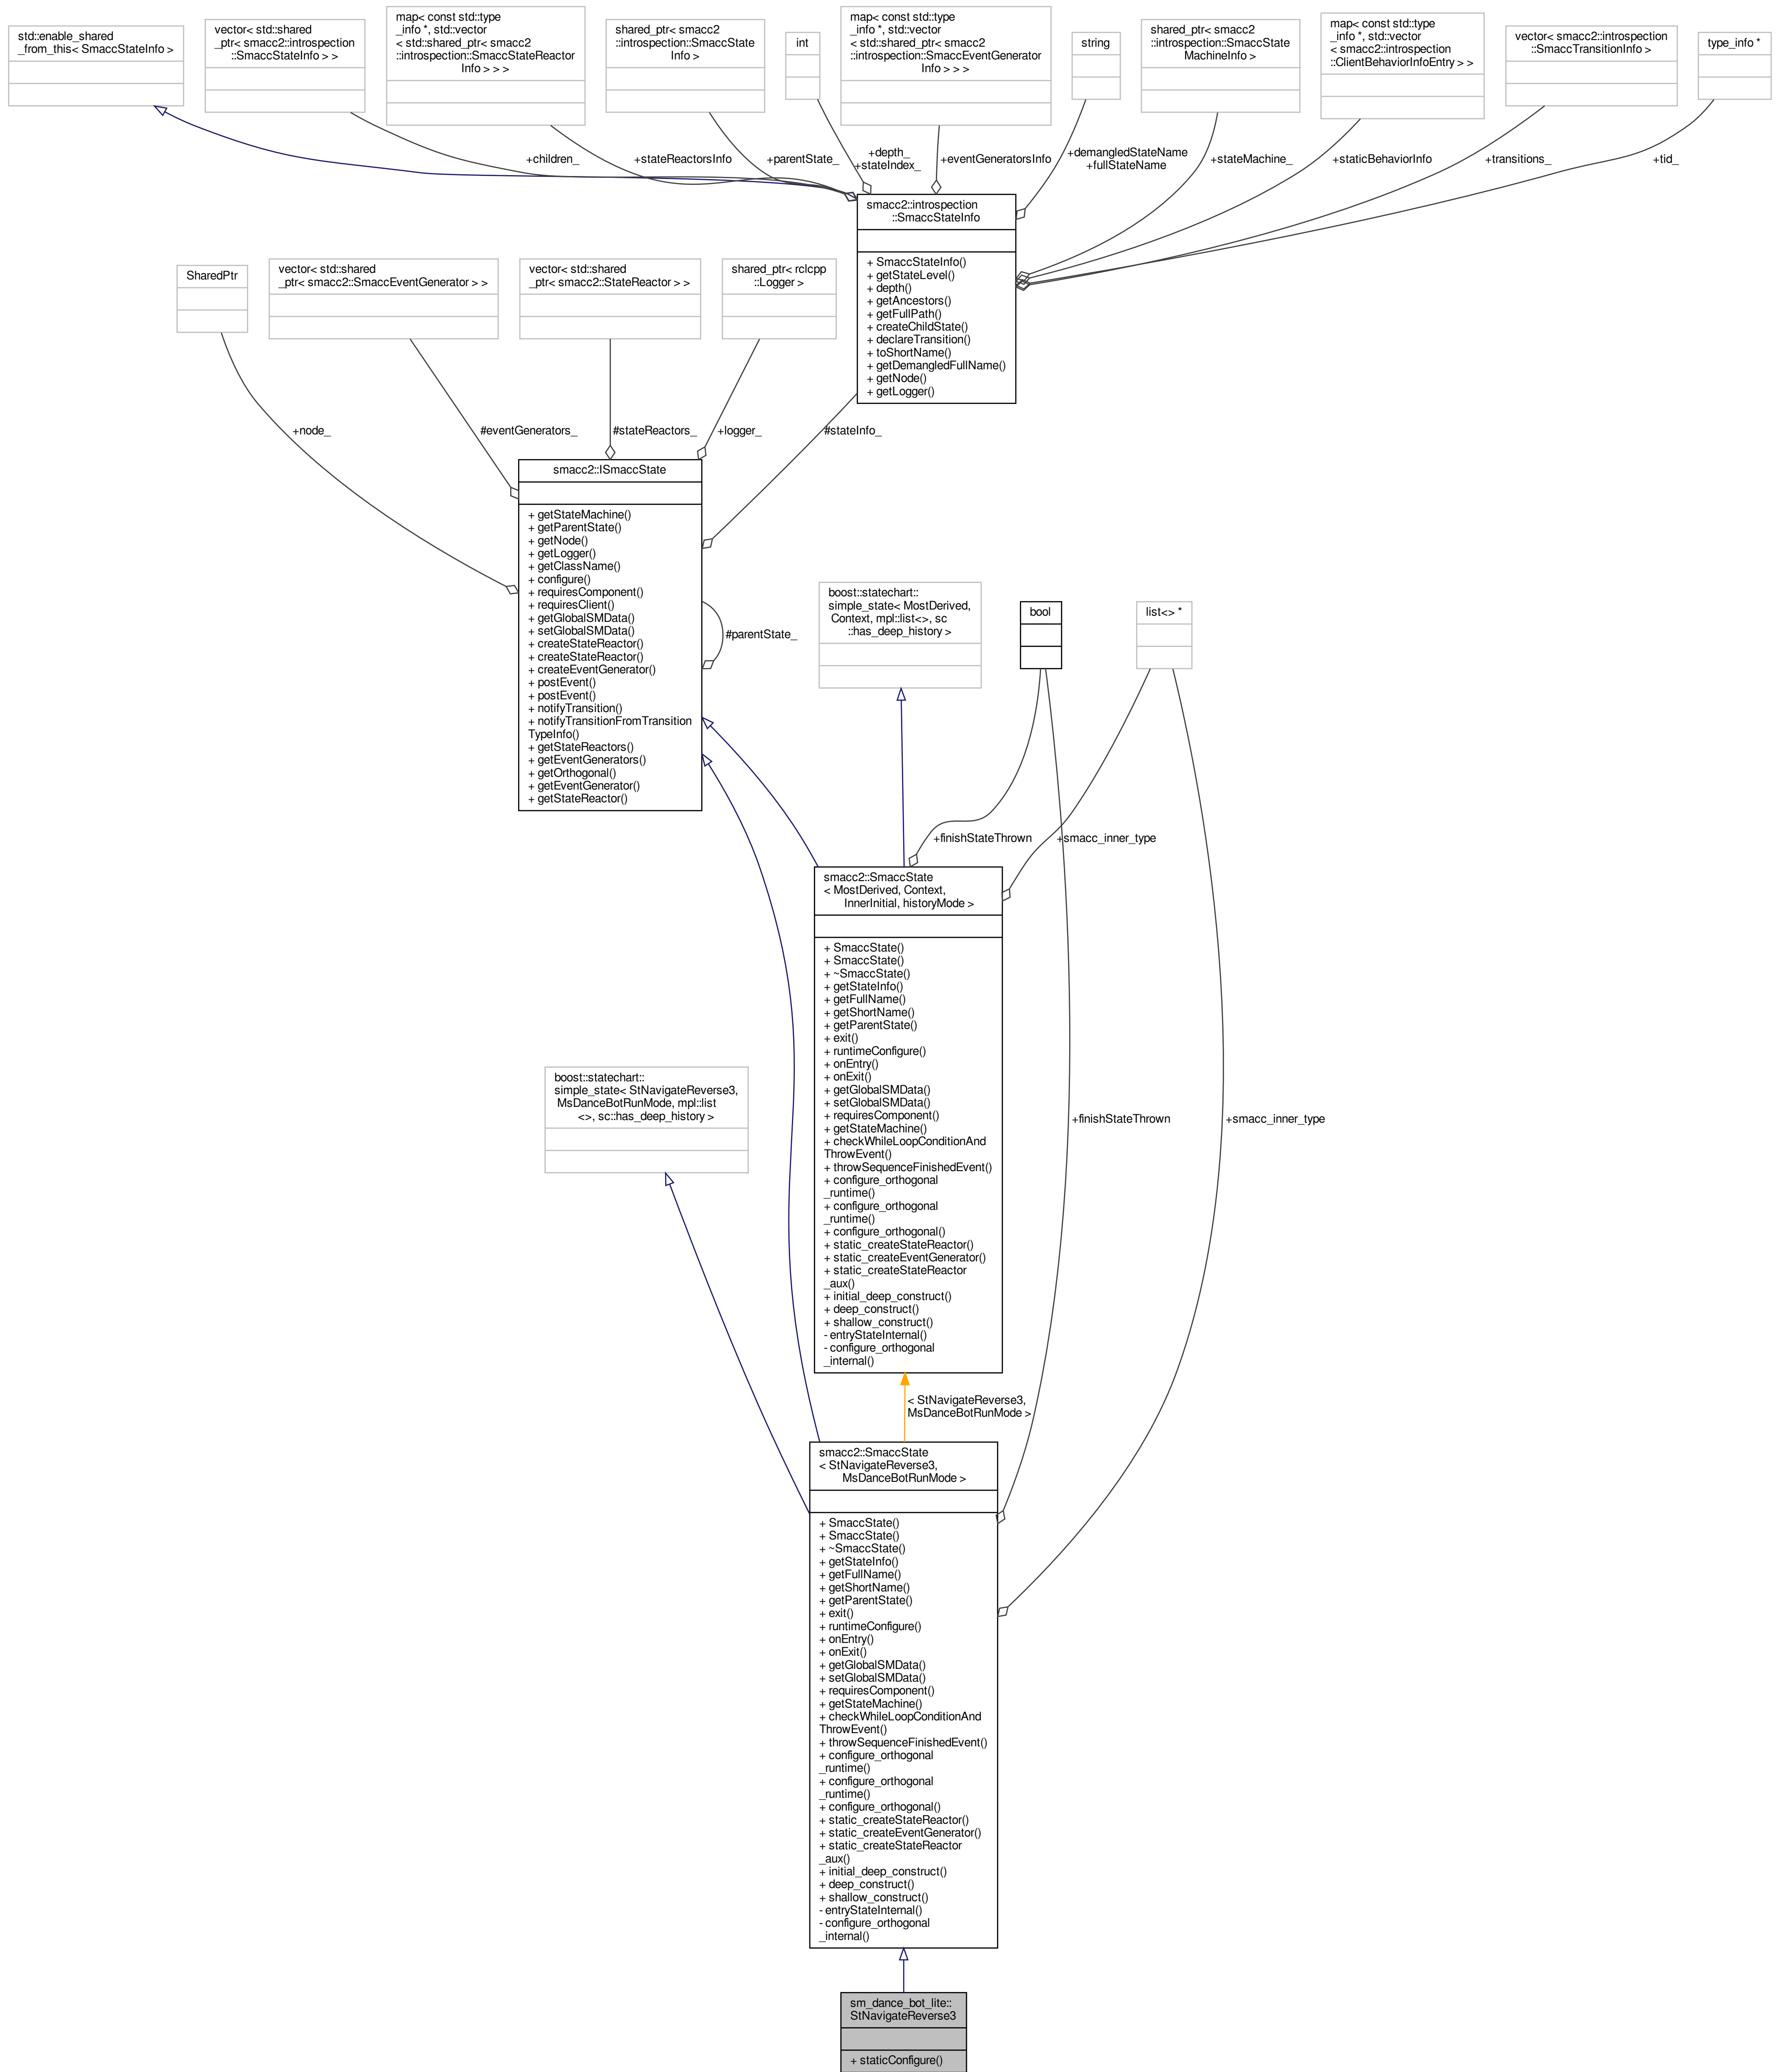 std::enable_shared
_from_this< SmaccStateInfo >
vector< std::shared
_ptr< smacc2::introspection
::SmaccStateInfo > >
map< const std::type
_info *, std::vector
< std::shared_ptr< smacc2
::introspection::SmaccStateReactor
Info > > >
shared_ptr< smacc2
::introspection::SmaccState
Info >
int
map< const std::type
_info *, std::vector
< std::shared_ptr< smacc2
::introspection::SmaccEventGenerator
Info > > >
string
shared_ptr< smacc2
::introspection::SmaccState
MachineInfo >
map< const std::type
_info *, std::vector
< smacc2::introspection
::ClientBehaviorInfoEntry > >
vector< smacc2::introspection
::SmaccTransitionInfo >
type_info *
+children_
+stateReactorsInfo
+parentState_
+depth_
+stateIndex_
+eventGeneratorsInfo
+demangledStateName
+fullStateName
+stateMachine_
+staticBehaviorInfo
+transitions_
+tid_
smacc2::introspection
::SmaccStateInfo
+ SmaccStateInfo()
+ getStateLevel()
+ depth()
+ getAncestors()
+ getFullPath()
+ createChildState()
+ declareTransition()
+ toShortName()
+ getDemangledFullName()
+ getNode()
+ getLogger()
SharedPtr
vector< std::shared
_ptr< smacc2::SmaccEventGenerator > >
vector< std::shared
_ptr< smacc2::StateReactor > >
shared_ptr< rclcpp
::Logger >
+node_
#eventGenerators_
#stateReactors_
+logger_
#stateInfo_
smacc2::ISmaccState
+ getStateMachine()
+ getParentState()
+ getNode()
+ getLogger()
+ getClassName()
+ configure()
+ requiresComponent()
+ requiresClient()
+ getGlobalSMData()
+ setGlobalSMData()
+ createStateReactor()
+ createStateReactor()
+ createEventGenerator()
+ postEvent()
+ postEvent()
+ notifyTransition()
+ notifyTransitionFromTransition
TypeInfo()
+ getStateReactors()
+ getEventGenerators()
+ getOrthogonal()
+ getEventGenerator()
+ getStateReactor()
#parentState_
boost::statechart::
simple_state< MostDerived,
Context, mpl::list<>, sc
::has_deep_history >
bool
list<> *
+finishStateThrown
+smacc_inner_type
smacc2::SmaccState
< MostDerived, Context,
InnerInitial, historyMode >
+ SmaccState()
+ SmaccState()
+ ~SmaccState()
+ getStateInfo()
+ getFullName()
+ getShortName()
+ getParentState()
+ exit()
+ runtimeConfigure()
+ onEntry()
+ onExit()
+ getGlobalSMData()
+ setGlobalSMData()
+ requiresComponent()
+ getStateMachine()
+ checkWhileLoopConditionAnd
ThrowEvent()
+ throwSequenceFinishedEvent()
+ configure_orthogonal
_runtime()
+ configure_orthogonal
_runtime()
+ configure_orthogonal()
+ static_createStateReactor()
+ static_createEventGenerator()
+ static_createStateReactor
_aux()
+ initial_deep_construct()
+ deep_construct()
+ shallow_construct()
- entryStateInternal()
- configure_orthogonal
_internal()
boost::statechart::
simple_state< StNavigateReverse3,
MsDanceBotRunMode, mpl::list
<>, sc::has_deep_history >
+finishStateThrown
+smacc_inner_type
< StNavigateReverse3,
MsDanceBotRunMode >
smacc2::SmaccState
< StNavigateReverse3,
MsDanceBotRunMode >
+ SmaccState()
+ SmaccState()
+ ~SmaccState()
+ getStateInfo()
+ getFullName()
+ getShortName()
+ getParentState()
+ exit()
+ runtimeConfigure()
+ onEntry()
+ onExit()
+ getGlobalSMData()
+ setGlobalSMData()
+ requiresComponent()
+ getStateMachine()
+ checkWhileLoopConditionAnd
ThrowEvent()
+ throwSequenceFinishedEvent()
+ configure_orthogonal
_runtime()
+ configure_orthogonal
_runtime()
+ configure_orthogonal()
+ static_createStateReactor()
+ static_createEventGenerator()
+ static_createStateReactor
_aux()
+ initial_deep_construct()
+ deep_construct()
+ shallow_construct()
- entryStateInternal()
- configure_orthogonal
_internal()
sm_dance_bot_lite::
StNavigateReverse3
+ staticConfigure()